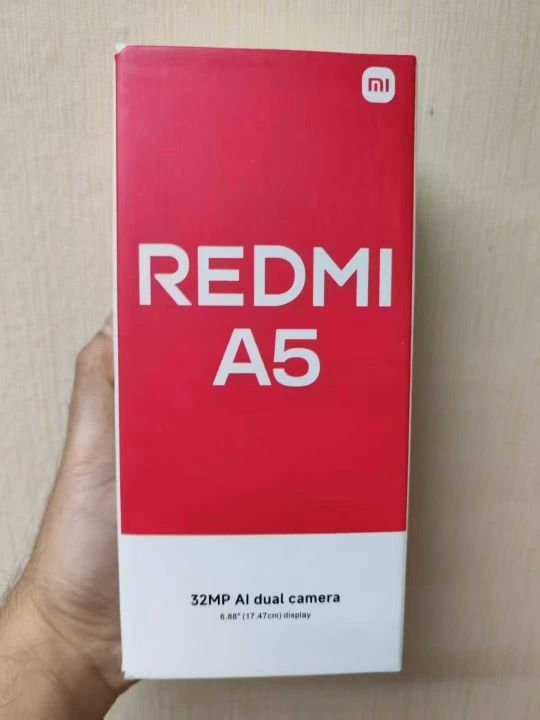 mi
REDMI
A5
32MP AI dual camera
6.88" (17.47cm) display